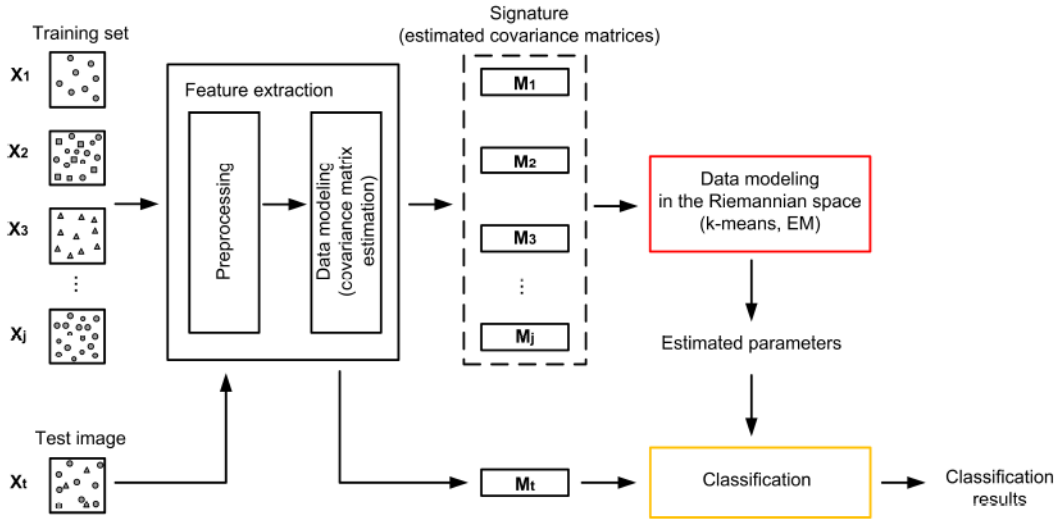 Training set
X1
X2
X3
...
Xj
Feature extraction
Preprocessing
Data modeling
(covariance matrix
estimation)
Signature
(estimated covariance matrices)
M1
M2
M3
...
Mj
Data modeling
in the Riemannian space
(k-means, EM)
Estimated parameters
Test image
Xt
Mt
Classification
Classification
results